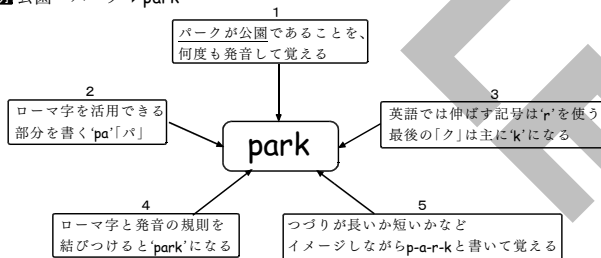 公園 パーク park
1
パークが公園であることを、
何度も発音して覚える
2
ローマ字を活用できる
部分を書く‘pa’「パ」
3
英語では伸ばす記号は‘r’を使う
最後の「ク」は主に‘k’になる
park
4
ローマ字と発音の規則を
結びつけると‘park’になる
5
つづりが長いか短いかなど
イメージしながらp-a-r-kと書いて覚える